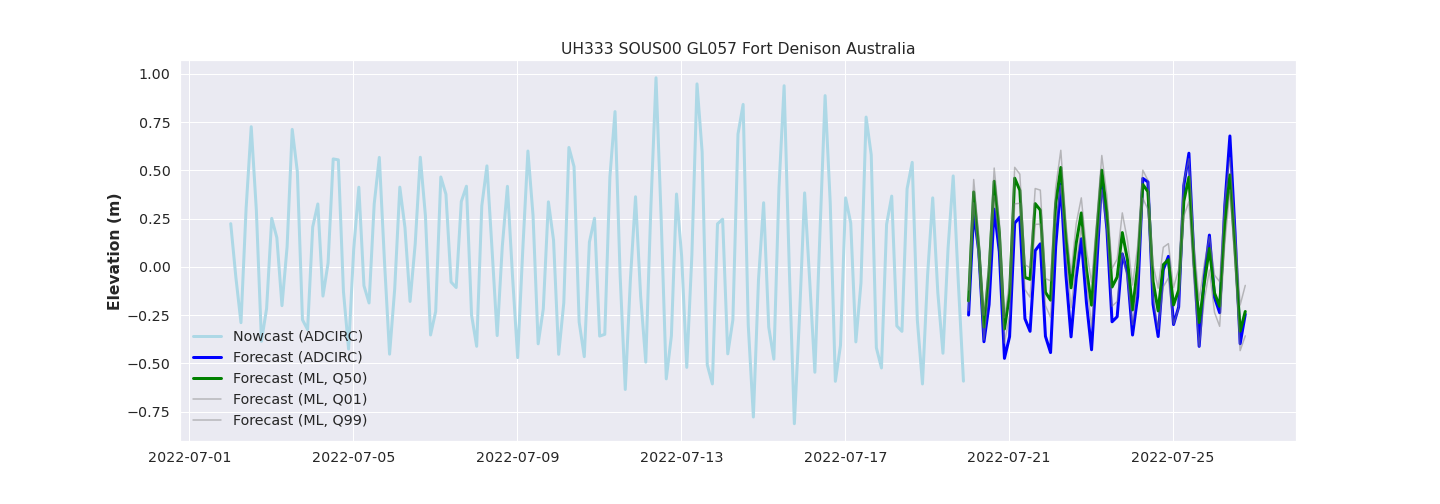 UH333 SOUS00 GL057 Fort Denison Australia
1.00
0.75
0.50
0.25
0.00
−0.25
−0.50
−0.75
Elevation (m)
Nowcast (ADCIRC)
Forecast (ADCIRC)
Forecast (ML, Q50)
Forecast (ML, Q01)
Forecast (ML, Q99)
2022-07-01 2022-07-05 2022-07-09 2022-07-13 2022-07-17 2022-07-21 2022-07-25